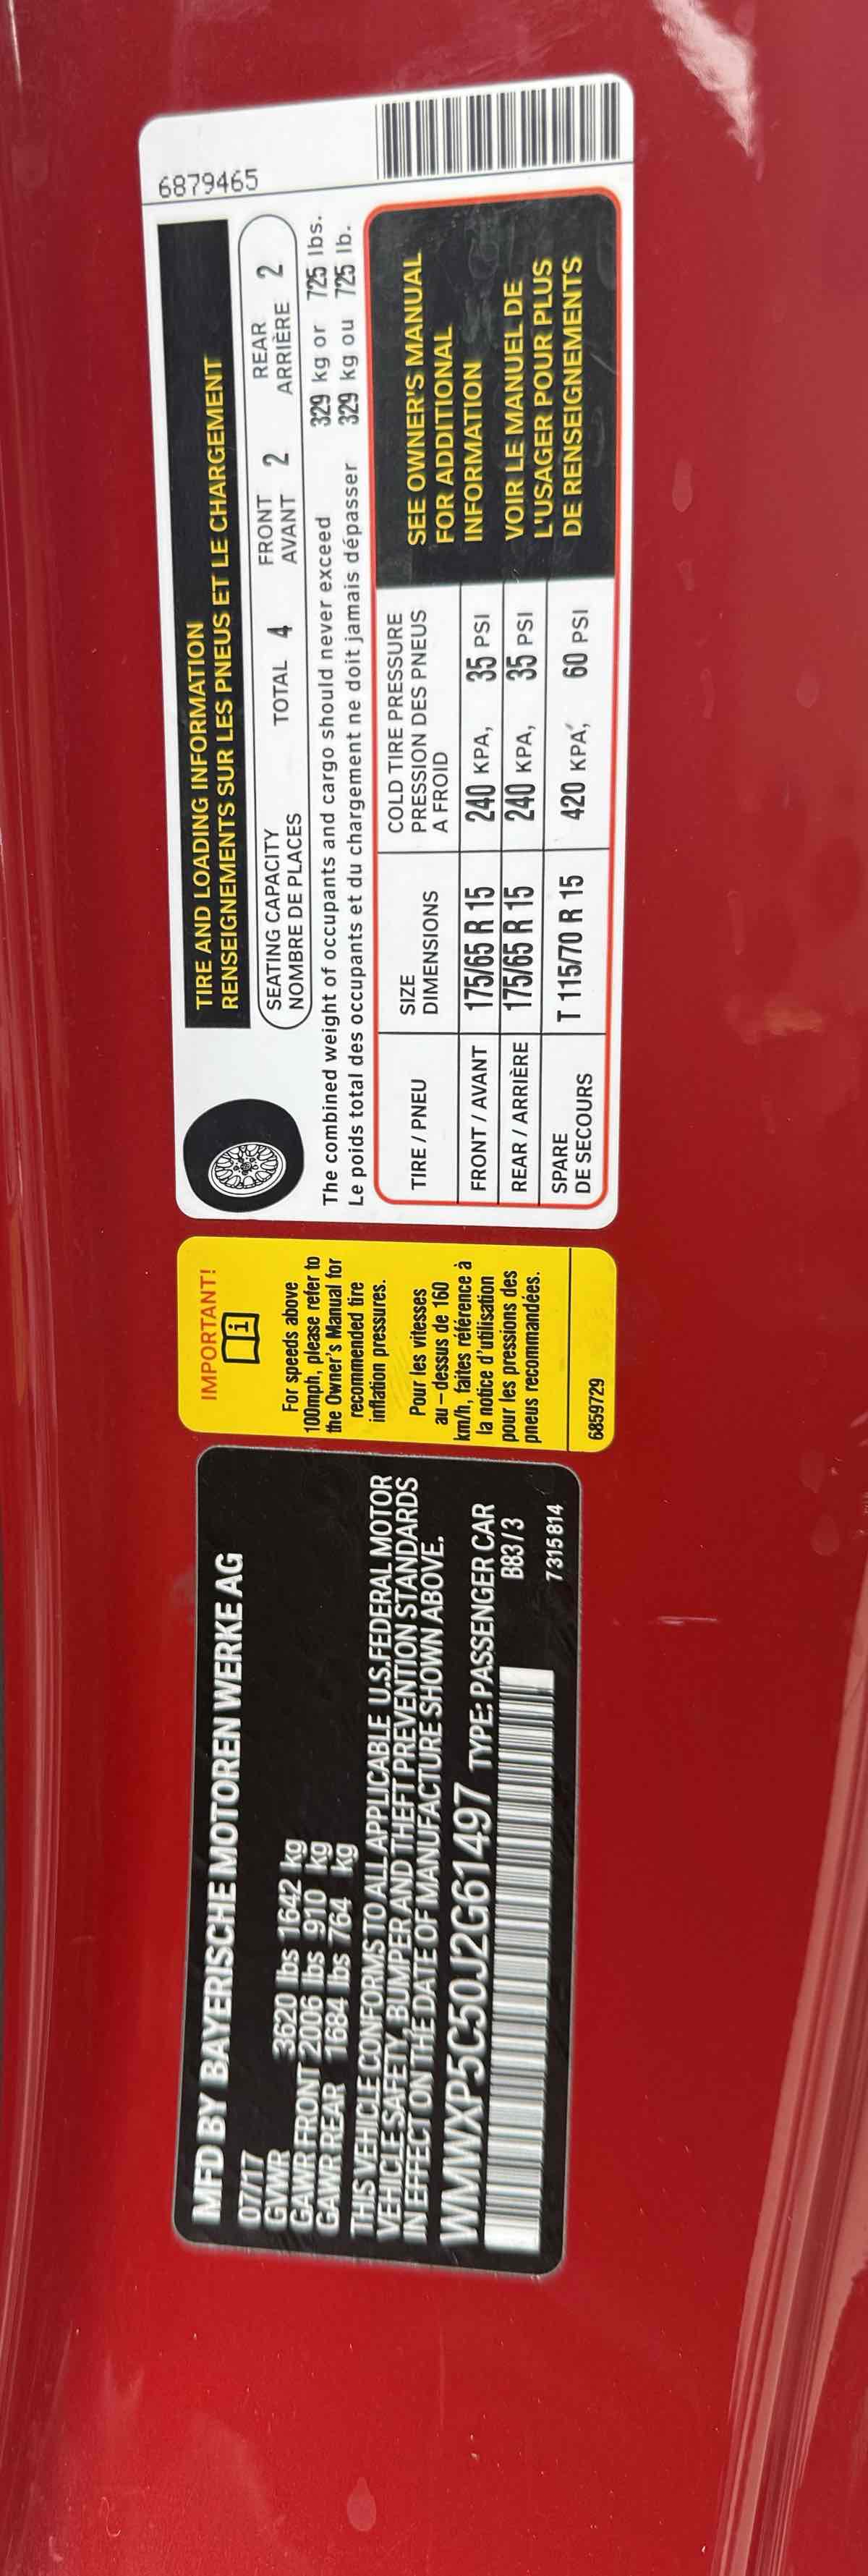 MFD BY BAYERISCHE MOTOREN WERKE AG
07/17
GVWR 3620 lbs 1642 kg
GAWR FRONT 2006 lbs 910 kg
GAWR REAR 1684 lbs 764 kg
THIS VEHICLE CONFORMS TO ALL APPLICABLE U.S.FEDERAL MOTOR
VEHICLE SAFETY, BUMPER AND THEFT PREVENTION STANDARDS
IN EFFECT ON THE DATE OF MANUFACTURE SHOWN ABOVE.
WMWXP5C50J2G61497 TYPE: PASSENGER CAR
B83 / 3
7 315 814
IMPORTANT!
i
For speeds above
100mph, please refer to
the Owner's Manual for
recommended tire
inflation pressures.
Pour les vitesses
au – dessus de 160
km/h, faites référence à
la notice d'utilisation
pour les pressions des
pneus recommandées.
6859729
6879465
TIRE AND LOADING INFORMATION
RENSEIGNEMENTS SUR LES PNEUS ET LE CHARGEMENT
SEATING CAPACITY
NOMBRE DE PLACES
TOTAL 4
FRONT
AVANT 2
REAR
ARRIÈRE 2
The combined weight of occupants and cargo should never exceed 329 kg or 725 lbs.
Le poids total des occupants et du chargement ne doit jamais dépasser 329 kg ou 725 lb.
TIRE / PNEU
SIZE
DIMENSIONS
COLD TIRE PRESSURE
PRESSION DES PNEUS
A FROID
FRONT / AVANT 175/65 R 15 240 KPA, 35 PSI
REAR / ARRIÈRE 175/65 R 15 240 KPA, 35 PSI
SPARE
DE SECOURS T 115/70 R 15 420 KPA, 60 PSI
SEE OWNER'S MANUAL
FOR ADDITIONAL
INFORMATION
VOIR LE MANUEL DE
L'USAGER POUR PLUS
DE RENSEIGNEMENTS